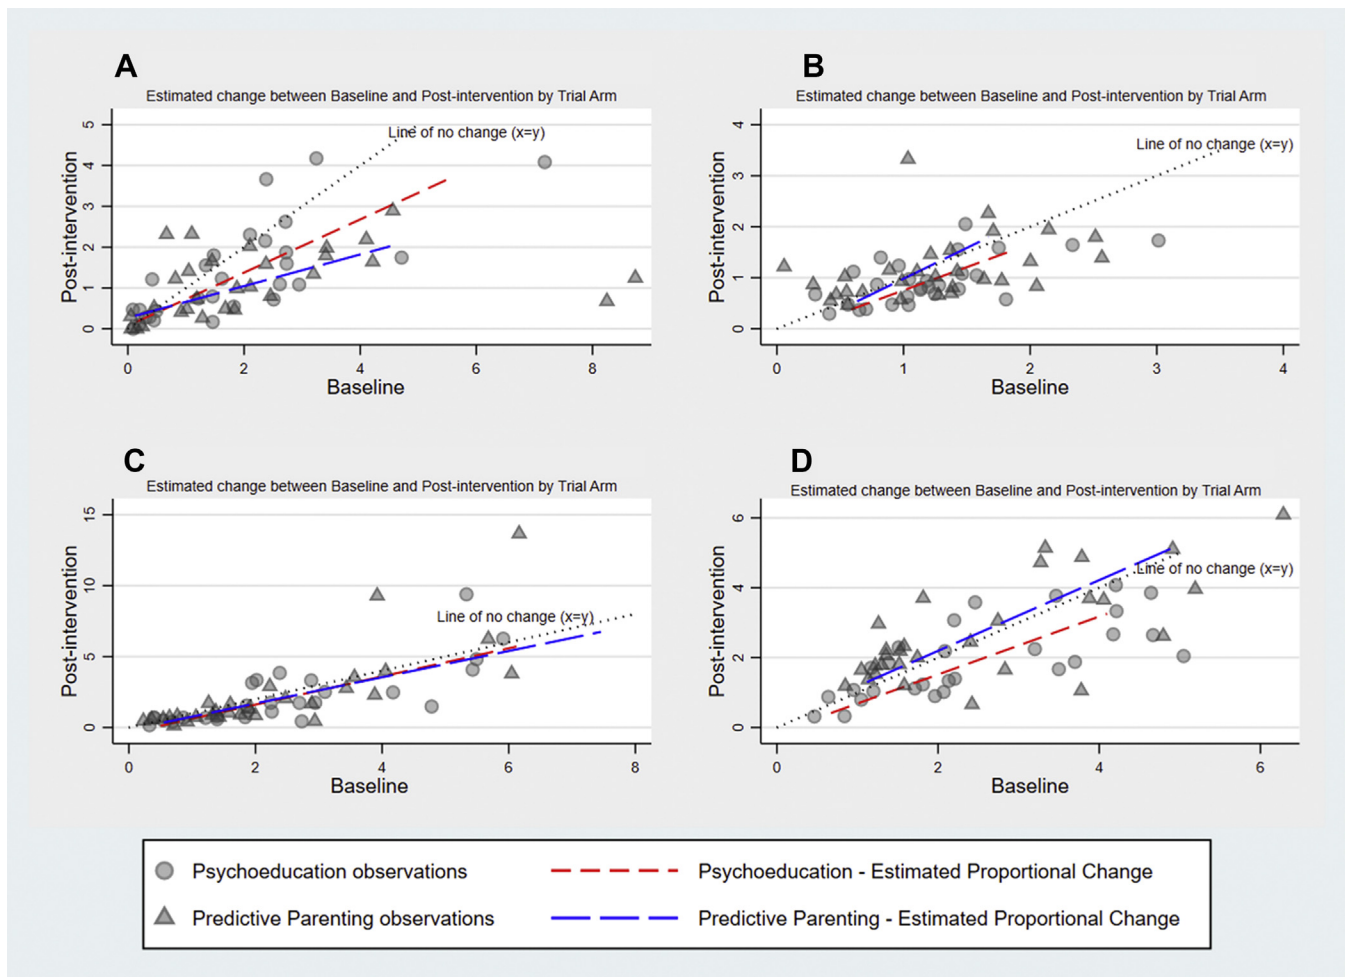 A
Estimated change between Baseline and Post-intervention by Trial Arm
Line of no change (x=y)
Post-intervention
5
4
3
2
1
0
0 2 4 6 8
Baseline
B
Estimated change between Baseline and Post-intervention by Trial Arm
Line of no change (x=y)
Post-intervention
4
3
2
1
0
0 1 2 3 4
Baseline
C
Estimated change between Baseline and Post-intervention by Trial Arm
Line of no change (x=y)
Post-intervention
15
10
5
0
0 2 4 6 8
Baseline
D
Estimated change between Baseline and Post-intervention by Trial Arm
Line of no change (x=y)
Post-intervention
6
4
2
0
0 2 4 6
Baseline
Psychoeducation observations
Psychoeducation - Estimated Proportional Change
Predictive Parenting observations
Predictive Parenting - Estimated Proportional Change